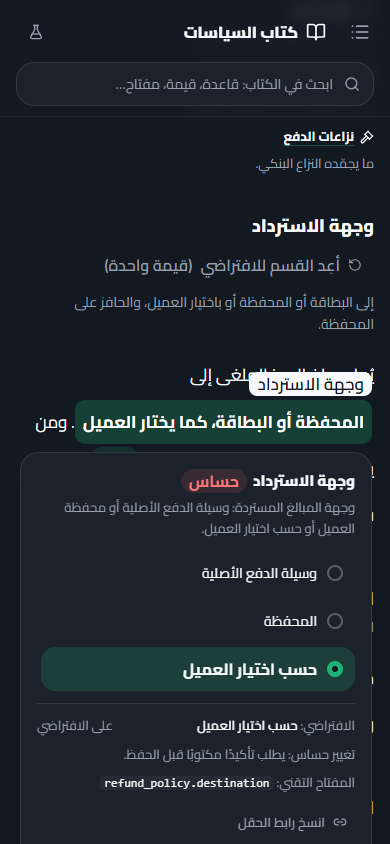 كتاب السياسات
ابحث في الكتاب: قاعدة، قيمة، مفتاح...
نزاعات الدفع
ما يجمّده النزاع البنكي.
وجهة الاسترداد
أعِد القسم للافتراضي (قيمة واحدة)
إلى البطاقة أو المحفظة أو باختيار العميل، والحافز على
المحفظة.
إلى
وجهة الاسترداد
المحفظة أو البطاقة، كما يختار العميل. ومن
وجهة الاسترداد حساس
وجهة المبالغ المستردة: وسيلة الدفع الأصلية أو محفظة
العميل أو حسب اختيار العميل.
وسيلة الدفع الأصلية
المحفظة
حسب اختيار العميل
الافتراضي: حسب اختيار العميل على الافتراضي
تغيير حساس: يطلب تأكيدًا مكتوبًا قبل الحفظ.
المفتاح التقني: refund_policy.destination
انسخ رابط الحقل